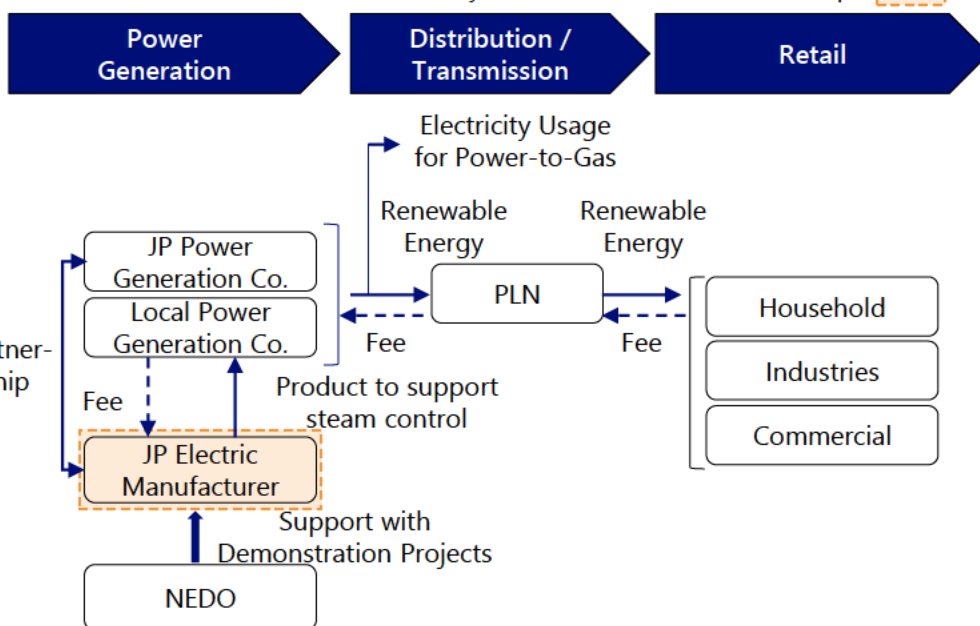 Power
Generation
Distribution /
Transmission
Retail
Electricity Usage
for Power-to-Gas
Renewable
Energy
Renewable
Energy
JP Power
Generation Co.
Local Power
Generation Co.
PLN
Fee
Fee
Household
Industries
Commercial
tner-
ship
Fee
Product to support
steam control
JP Electric
Manufacturer
Support with
Demonstration Projects
NEDO